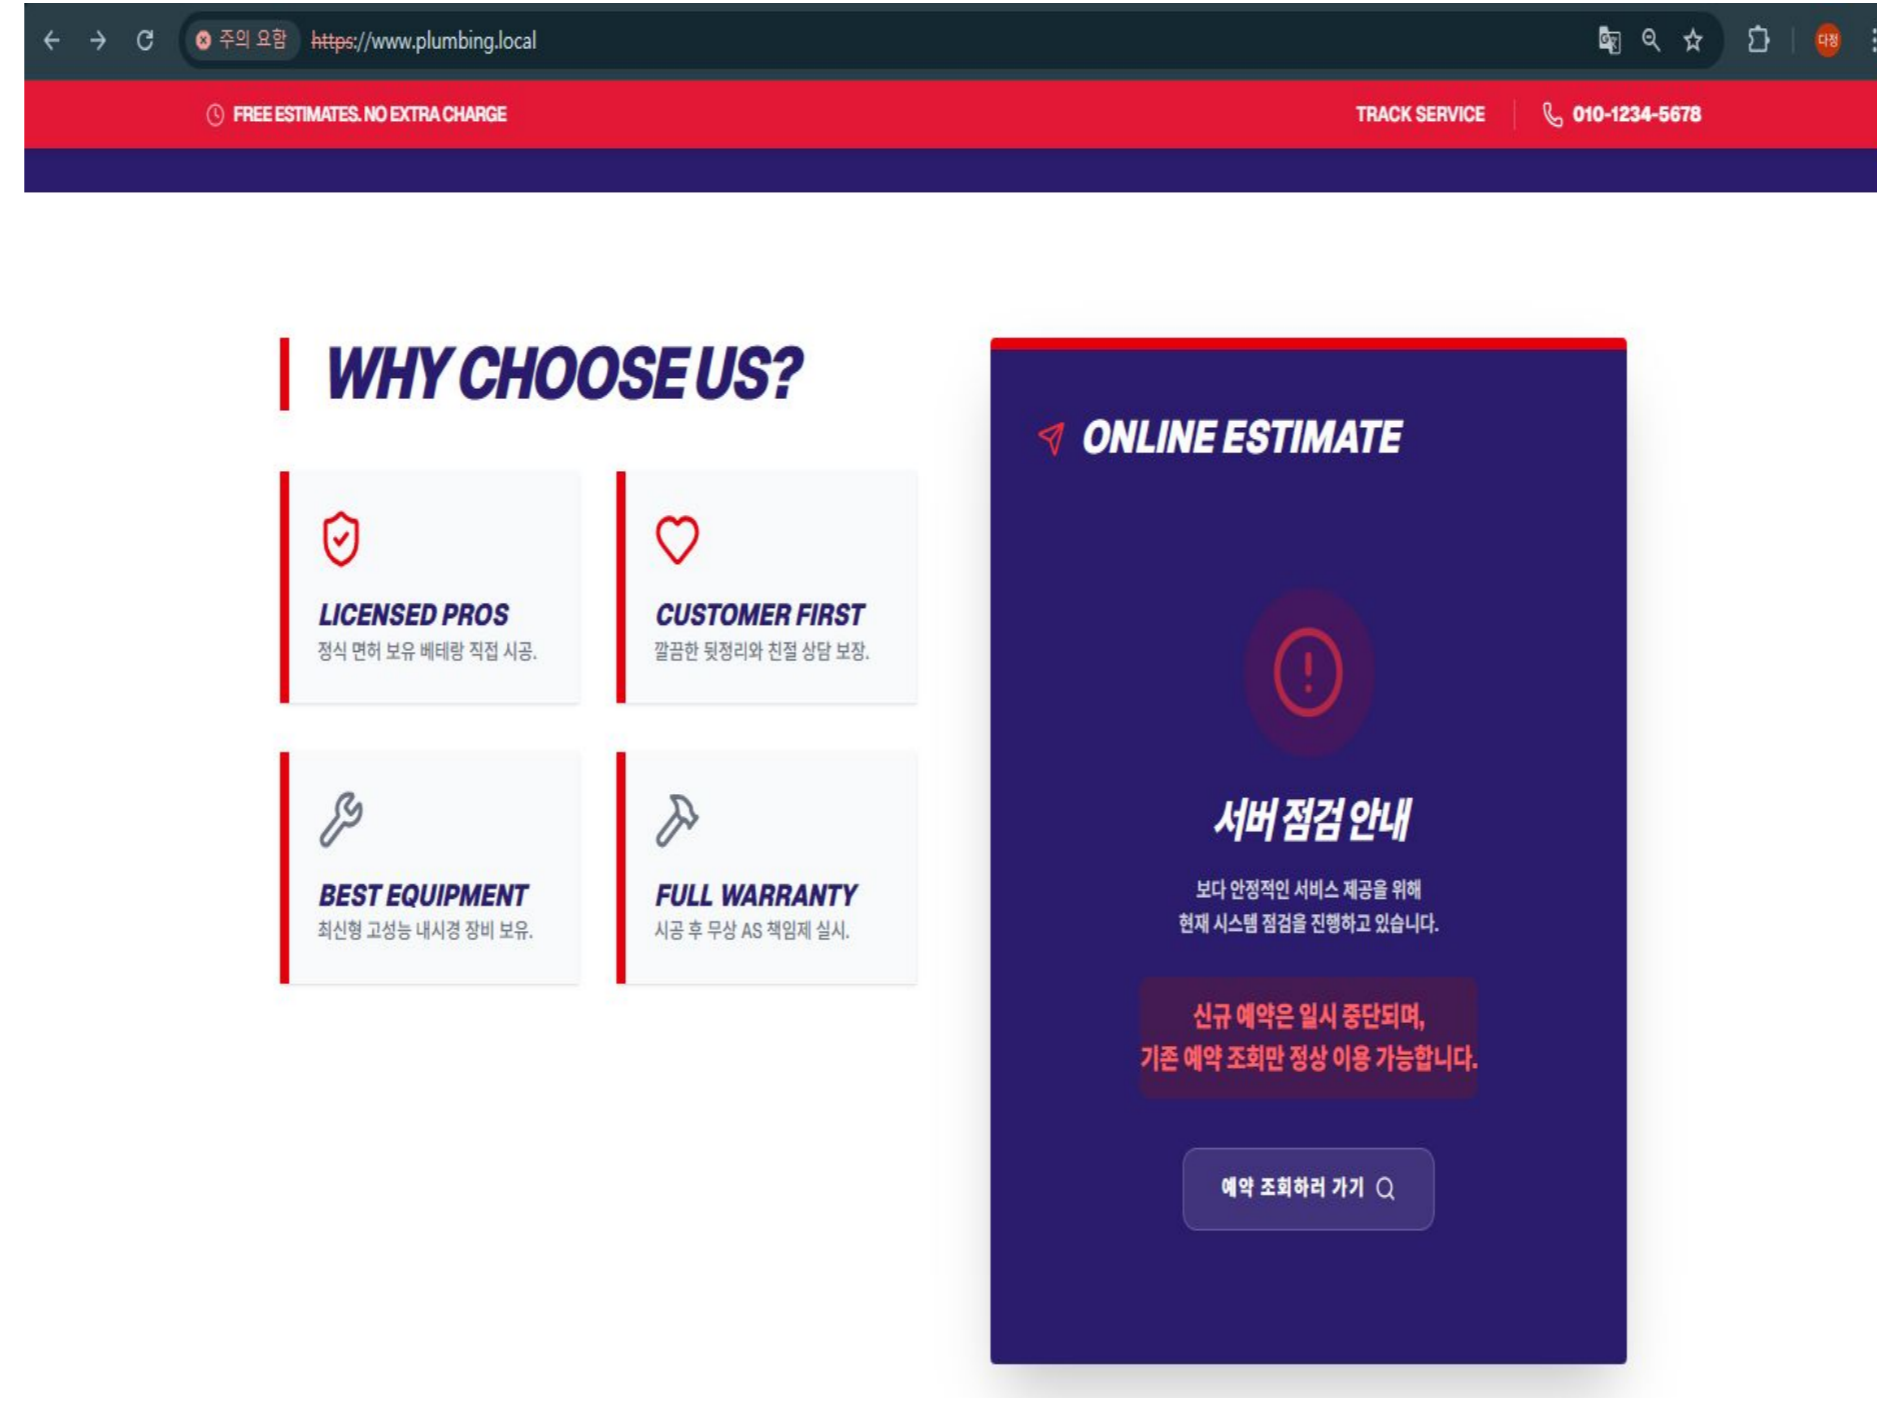 주의 요함 https://www.plumbing.local
다정
FREE ESTIMATES. NO EXTRA CHARGE
TRACK SERVICE
010-1234-5678
WHY CHOOSE US?
LICENSED PROS
정식 면허 보유 베테랑 직접 시공.
CUSTOMER FIRST
깔끔한 뒷정리와 친절 상담 보장.
BEST EQUIPMENT
최신형 고성능 내시경 장비 보유.
FULL WARRANTY
시공 후 무상 AS 책임제 실시.
ONLINE ESTIMATE
서버 점검 안내
보다 안정적인 서비스 제공을 위해
현재 시스템 점검을 진행하고 있습니다.
신규 예약은 일시 중단되며,
기존 예약 조회만 정상 이용 가능합니다.
예약 조회하러 가기